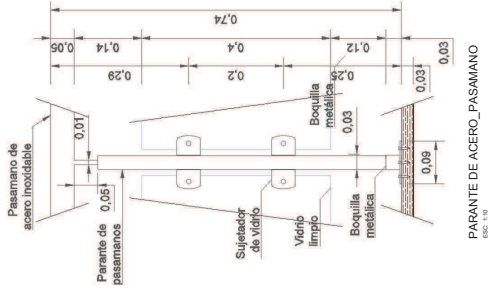 Pasamano de
acero inoxidable
0,01
0,05
Parante de
pasamanos
Sujetador
de vidrio
Vidrio
limpio
Boquilla
metálica
Boquilla
metálica
0,03
0,09
0,74
0,05
0,14
0,4
0,12
0,03
0,29
0,2
0,25
0,03
PARANTE DE ACERO_PASAMANO
ESC: 1:10